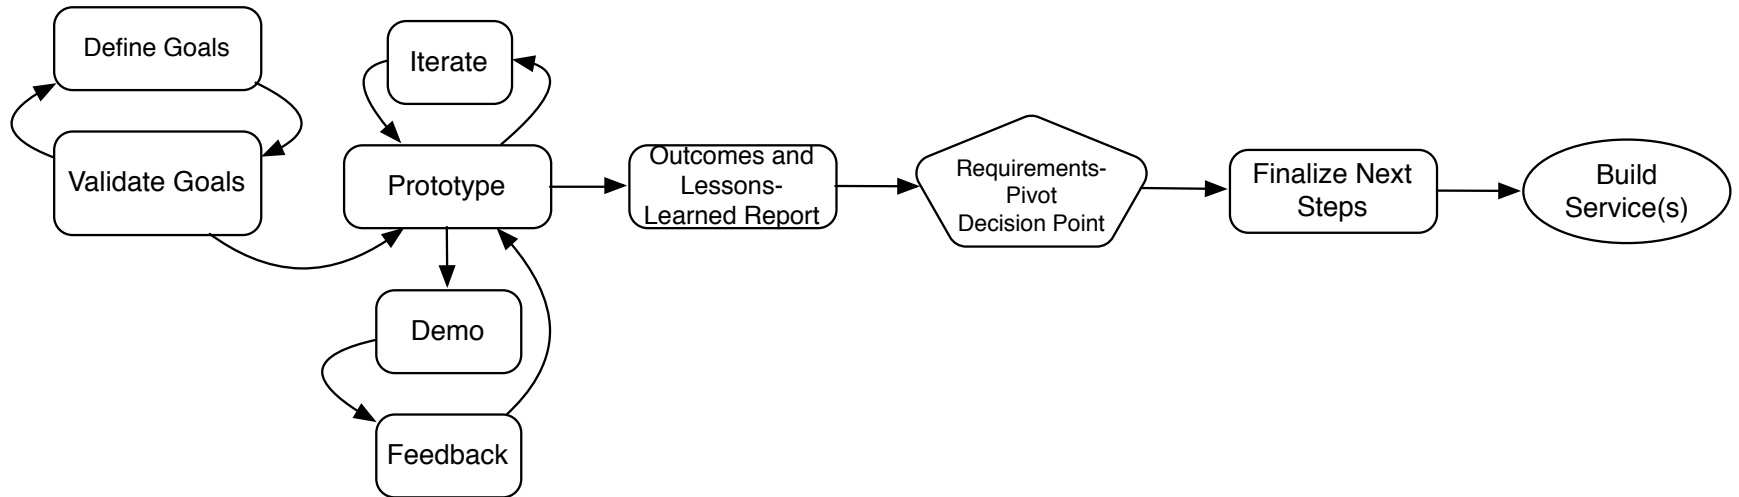 Define Goals
Validate Goals
Iterate
Prototype
Demo
Feedback
Outcomes and
Lessons-
Learned Report
Requirements-
Pivot
Decision Point
Finalize Next
Steps
Build
Service(s)